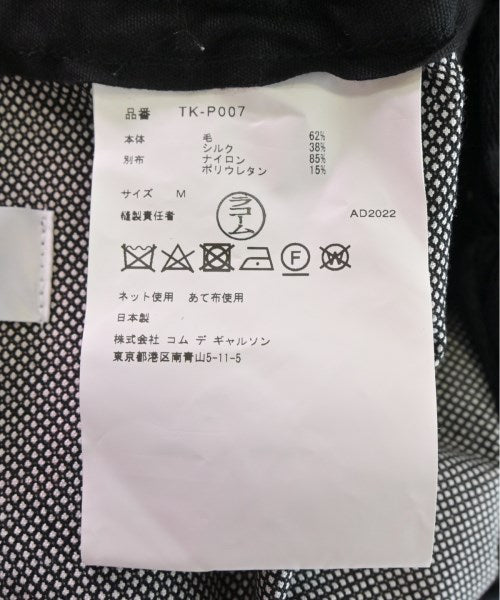 品番 TK-P007
本体 毛 62%
シルク 38%
別布 ナイロン 85%
ポリウレタン 15%
サイズ M
縫製責任者 ラコーム AD2022
F W
ネット使用 あて布使用
日本製
株式会社 コム デ ギャルソン
東京都港区南青山5-11-5